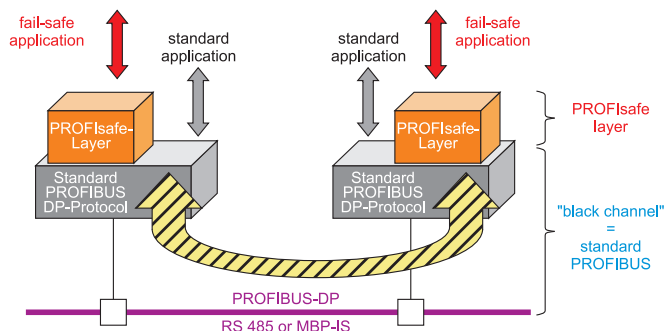 fail-safe
application
standard
application
standard
application
fail-safe
application
PROFIsafe-
Layer
PROFIsafe-
Layer
PROFIsafe
layer
Standard
PROFIBUS
DP-Protocol
Standard
PROFIBUS
DP-Protocol
"black channel"
=
standard
PROFIBUS
PROFIBUS-DP
RS 485 or MBP-IS